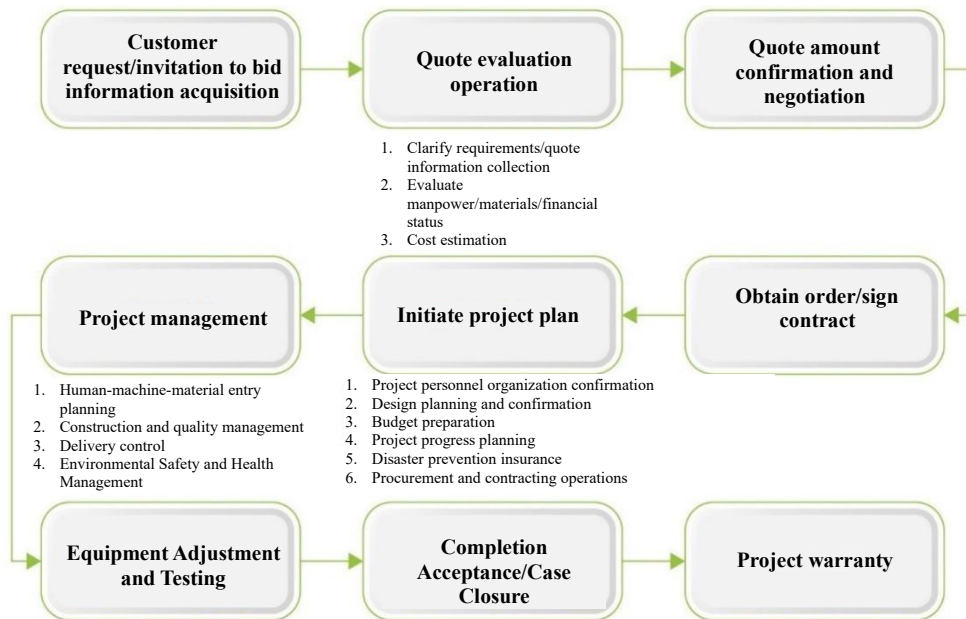 Customer
request/invitation to bid
information acquisition
Quote evaluation
operation
Quote amount
confirmation and
negotiation
1. Clarify requirements/quote
information collection
2. Evaluate
manpower/materials/financial
status
3. Cost estimation
Project management
Initiate project plan
Obtain order/sign
contract
1. Human-machine-material entry
planning
2. Construction and quality management
3. Delivery control
4. Environmental Safety and Health
Management
1. Project personnel organization confirmation
2. Design planning and confirmation
3. Budget preparation
4. Project progress planning
5. Disaster prevention insurance
6. Procurement and contracting operations
Equipment Adjustment
and Testing
Completion
Acceptance/Case
Closure
Project warranty